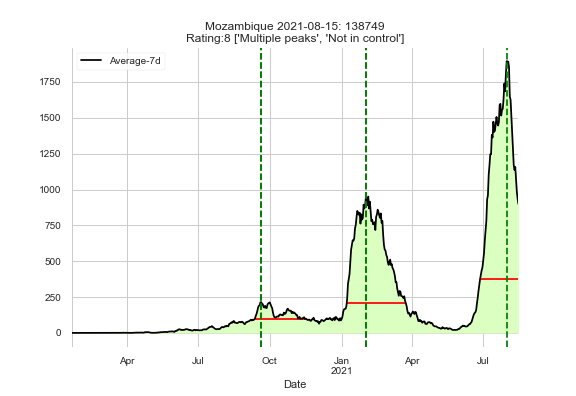 Mozambique 2021-08-15: 138749
Rating:8 ['Multiple peaks', 'Not in control']
Average-7d
1750
1500
1250
1000
750
500
250
0
Apr
Jul
Oct
Jan
2021
Apr
Jul
Date